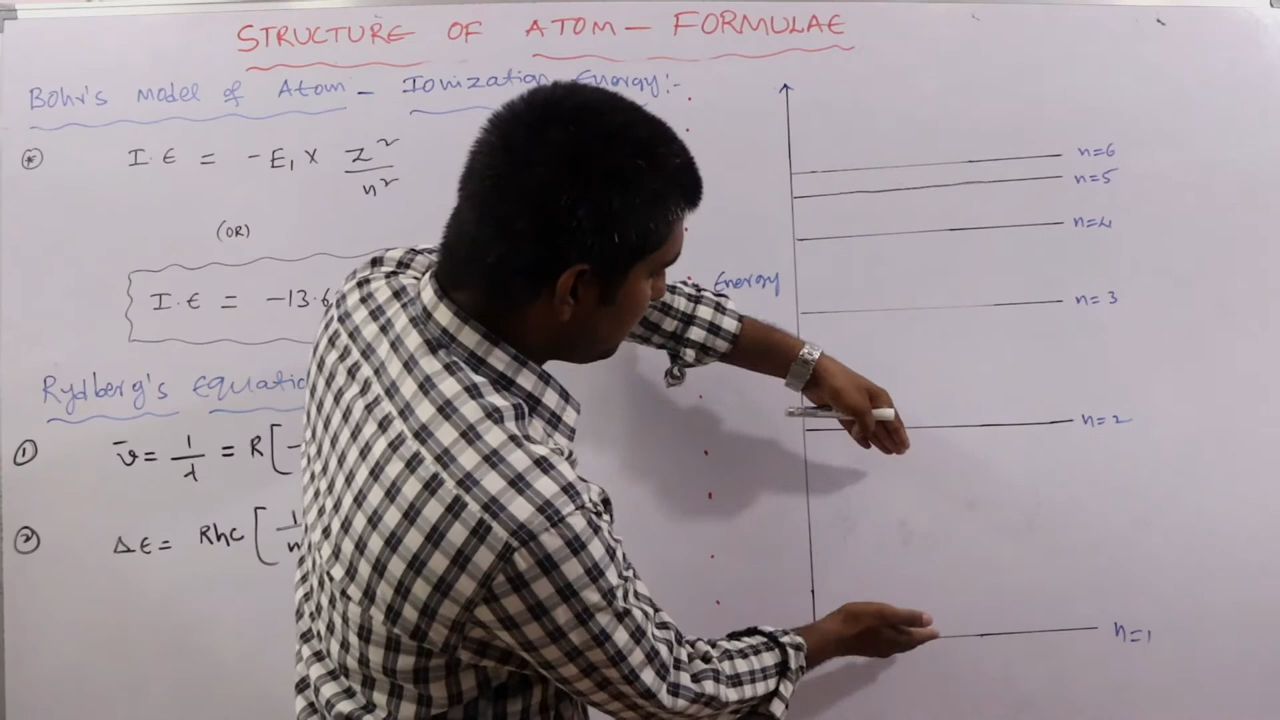 STRUCTURE OF ATOM – FORMULAE
Bohr's Model of Atom – Ionization Energy:-
* I.E = -E₁ × Z²/n²
(OR)
I.E = -13.6
Rydberg's Equatio
① ν̄ = 1/λ = R [
② ΔE = Rhc [ 1/n
Energy
n=6
n=5
n=4
n=3
n=2
n=1